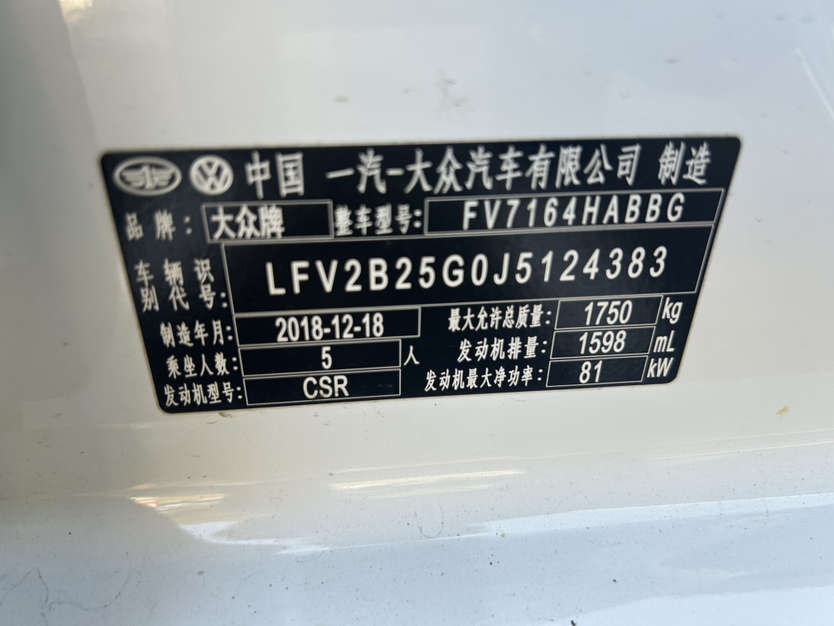 中国 一汽-大众汽车有限公司 制造
品牌: 大众牌 整车型号: FV7164HABBG
车辆识别代号: LFV2B25G0J5124383
制造年月: 2018-12-18 最大允许总质量: 1750 kg
乘坐人数: 5 人 发动机排量: 1598 mL
发动机型号: CSR 发动机最大净功率: 81 kW